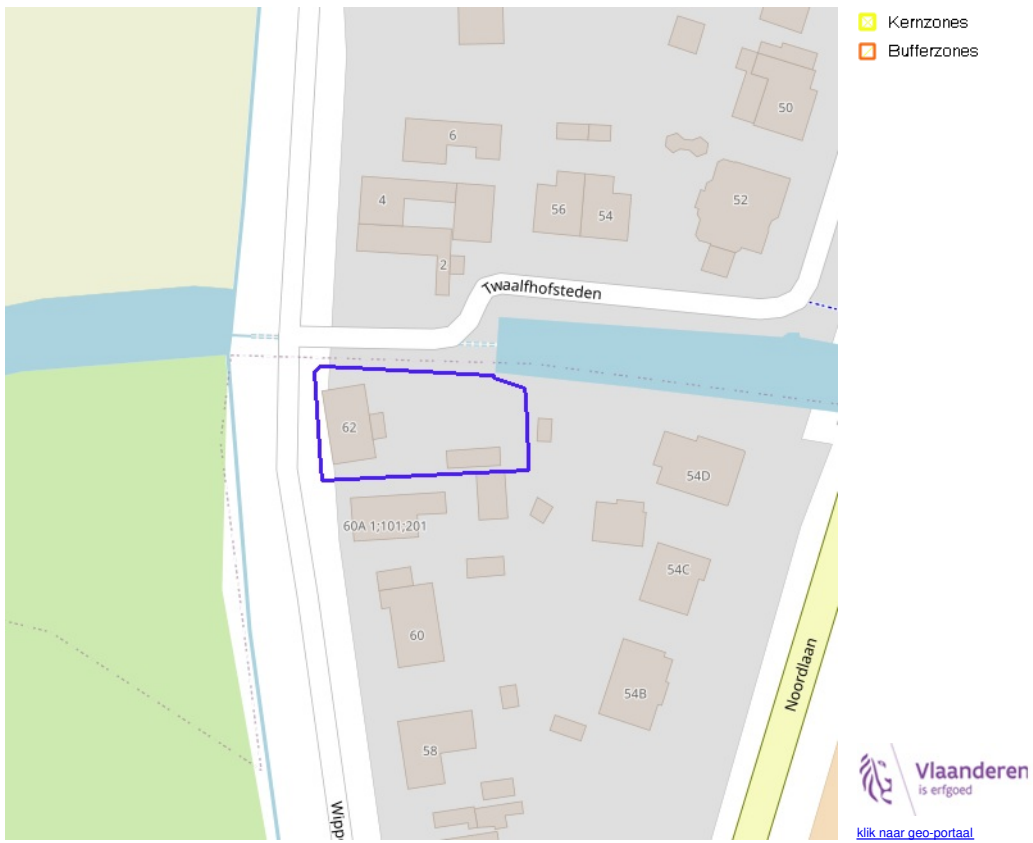 Kernzones
Bufferzones
50
6
4
56
54
52
2
Twaalfhofsteden
62
54D
60A 1;101;201
54C
60
54B
Noordlaan
58
Wipp
Vlaanderen
is erfgoed
klik naar geo-portaal